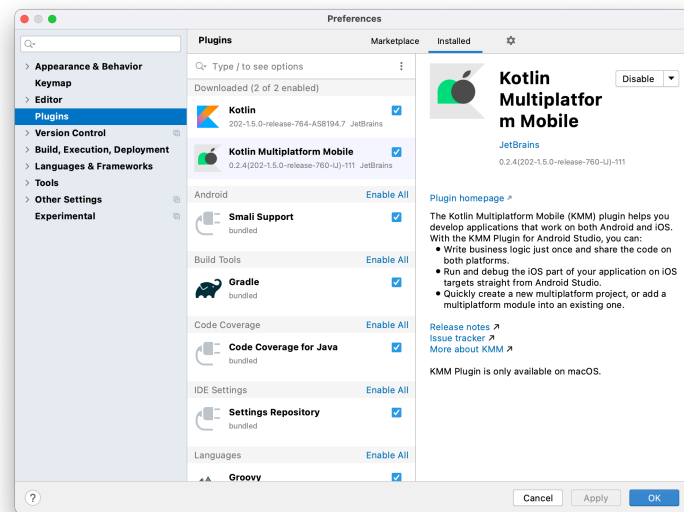 Preferences
Plugins
Marketplace
Installed
Appearance & Behavior
Keymap
Editor
Plugins
Version Control
Build, Execution, Deployment
Languages & Frameworks
Tools
Other Settings
Experimental
Type / to see options
Downloaded (2 of 2 enabled)
Kotlin
202-1.5.0-release-764-AS8194.7 JetBrains
Kotlin Multiplatform Mobile
0.2.4(202-1.5.0-release-760-IJ)-111 JetBrains
Android Enable All
Smali Support
bundled
Build Tools Enable All
Gradle
bundled
Code Coverage Enable All
Code Coverage for Java
bundled
IDE Settings Enable All
Settings Repository
bundled
Languages Enable All
Groovy
Kotlin
Multiplatfor
m Mobile
Disable
JetBrains
0.2.4(202-1.5.0-release-760-IJ)-111
Plugin homepage ↗
The Kotlin Multiplatform Mobile (KMM) plugin helps you
develop applications that work on both Android and iOS.
With the KMM Plugin for Android Studio, you can:
• Write business logic just once and share the code on
both platforms.
• Run and debug the iOS part of your application on iOS
targets straight from Android Studio.
• Quickly create a new multiplatform project, or add a
multiplatform module into an existing one.
Release notes ↗
Issue tracker ↗
More about KMM ↗
KMM Plugin is only available on macOS.
?
Cancel
Apply
OK